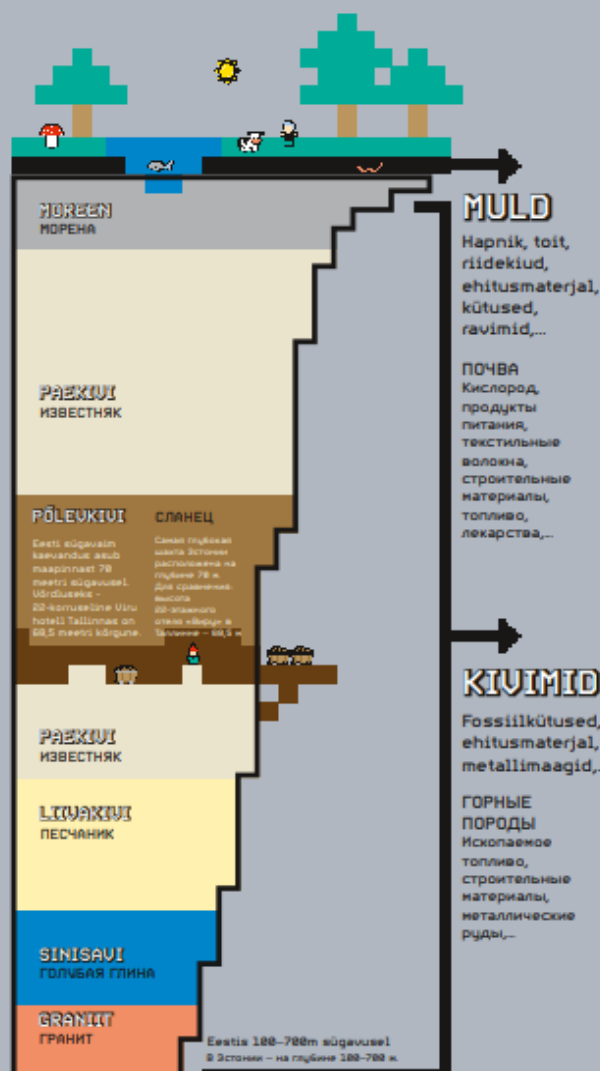 MOREEN
МОРЕНА
PAEKIVI
ИЗВЕСТНЯК
PÕLEVKIVI
Eesti sügavaim
kaevandus asub
maapinnast 70
meetri sügavusel.
Võrdluseks -
22-korruseline Viru
hotell Tallinnas on
68,5 meetri kõrgune.
СЛАНЕЦ
Самая глубокая
шахта Эстонии
расположена на
глубине 70 м.
Для сравнения:
высота
22-этажного
отеля «Виру» в
Таллинне – 68,5 м
PAEKIVI
ИЗВЕСТНЯК
LIIVAKIVI
ПЕСЧАНИК
SINISAVI
ГОЛУБАЯ ГЛИНА
GRANIIT
ГРАНИТ
Eestis 100–700m sügavusel
В Эстонии – на глубине 100–700 м.
MULD
Hapnik, toit,
riidekiud,
ehitusmaterjal,
kütused,
ravimid,...
ПОЧВА
Кислород,
продукты
питания,
текстильные
волокна,
строительные
материалы,
топливо,
лекарства,...
KIVIMID
Fossiilkütused,
ehitusmaterjal,
metallimaagid,..
ГОРНЫЕ
ПОРОДЫ
Ископаемое
топливо,
строительные
материалы,
металлические
руды,...